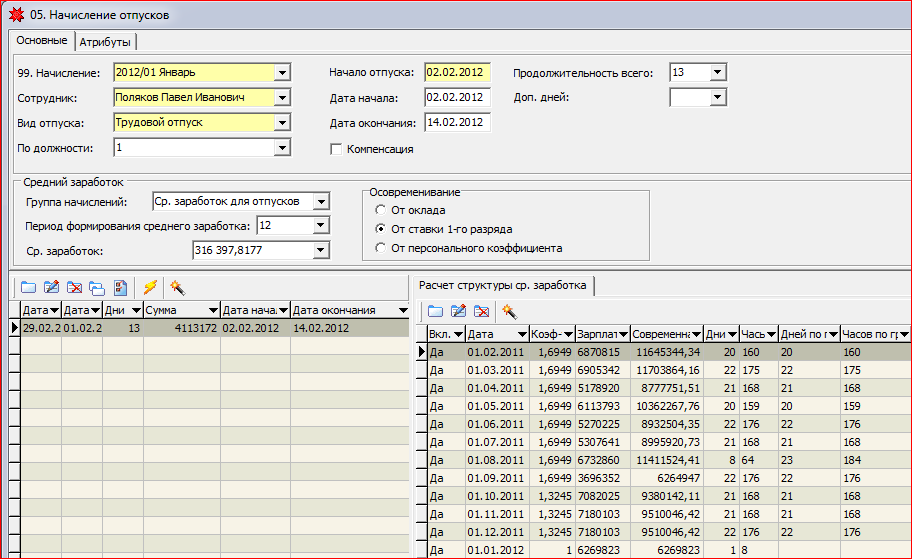 05. Начисление отпусков
Основные Атрибуты
99. Начисление: 2012/01 Январь Начало отпуска: 02.02.2012 Продолжительность всего: 13
Сотрудник: Поляков Павел Иванович Дата начала: 02.02.2012 Доп. дней:
Вид отпуска: Трудовой отпуск Дата окончания: 14.02.2012
По должности: 1 Компенсация
Средний заработок Осовременивание
Группа начислений: Ср. заработок для отпусков От оклада
Период формирования среднего заработка: 12 От ставки 1-го разряда
Ср. заработок: 316 397,8177 От персонального коэффициента
Расчет структуры ср. заработка
Дата Дата Дни Сумма Дата нача. Дата окончания
29.02.2 01.02.2 13 4113172 02.02.2012 14.02.2012
Вкл. Дата Коэф- Зарплат Современна Дни Часы Дней по г Часов по гр
Да 01.02.2011 1,6949 6870815 11645344,34 20 160 20 160
Да 01.03.2011 1,6949 6905342 11703864,16 22 175 22 175
Да 01.04.2011 1,6949 5178920 8777751,51 21 168 21 168
Да 01.05.2011 1,6949 6113793 10362267,76 20 159 20 159
Да 01.06.2011 1,6949 5270225 8932504,35 22 176 22 176
Да 01.07.2011 1,6949 5307641 8995920,73 21 168 21 168
Да 01.08.2011 1,6949 6732860 11411524,41 8 64 23 184
Да 01.09.2011 1,6949 3696352 6264947 22 176 22 176
Да 01.10.2011 1,3245 7082025 9380142,11 21 168 21 168
Да 01.11.2011 1,3245 7180103 9510046,42 21 168 21 168
Да 01.12.2011 1,3245 7180103 9510046,42 22 176 22 176
Да 01.01.2012 1 6269823 6269823 1 8